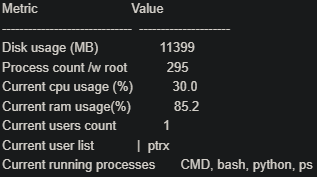 Metric Value
------------------------------ ---------------------
Disk usage (MB) 11399
Process count /w root 295
Current cpu usage (%) 30.0
Current ram usage(%) 85.2
Current users count 1
Current user list | ptrx
Current running processes CMD, bash, python, ps